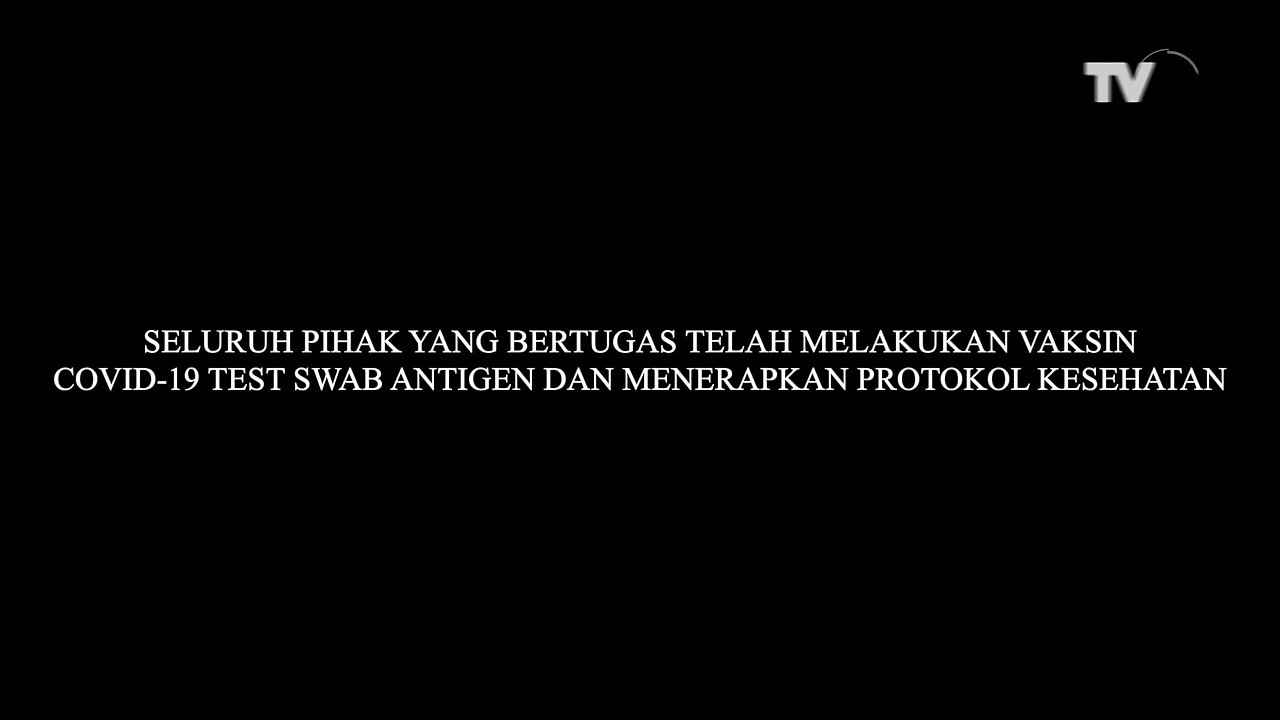 TV
SELURUH PIHAK YANG BERTUGAS TELAH MELAKUKAN VAKSIN
COVID-19 TEST SWAB ANTIGEN DAN MENERAPKAN PROTOKOL KESEHATAN